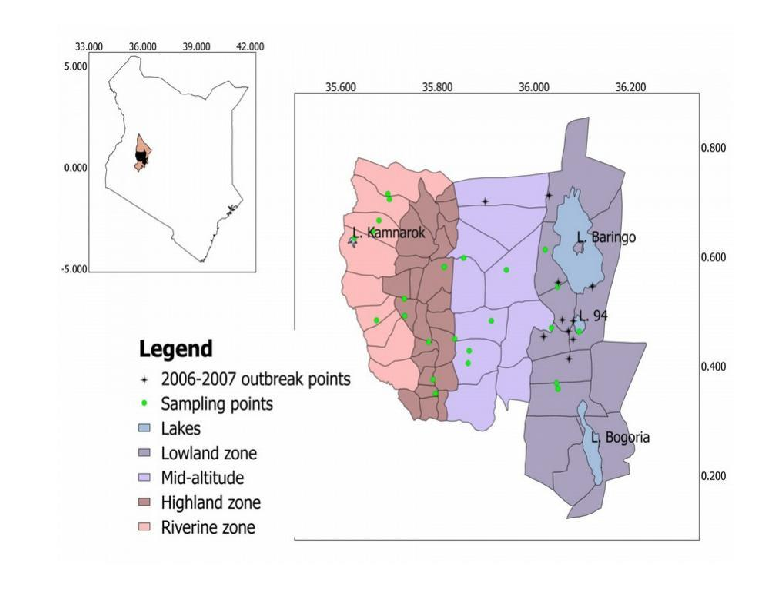 33.000 36.000 39.000 42.000
5.000
0.000
-5.000
35.600 35.800 36.000 36.200
0.800
0.600
0.400
0.200
L. Kamnarok
L. Baringo
L. 94
L. Bogoria
Legend
2006-2007 outbreak points
Sampling points
Lakes
Lowland zone
Mid-altitude
Highland zone
Riverine zone